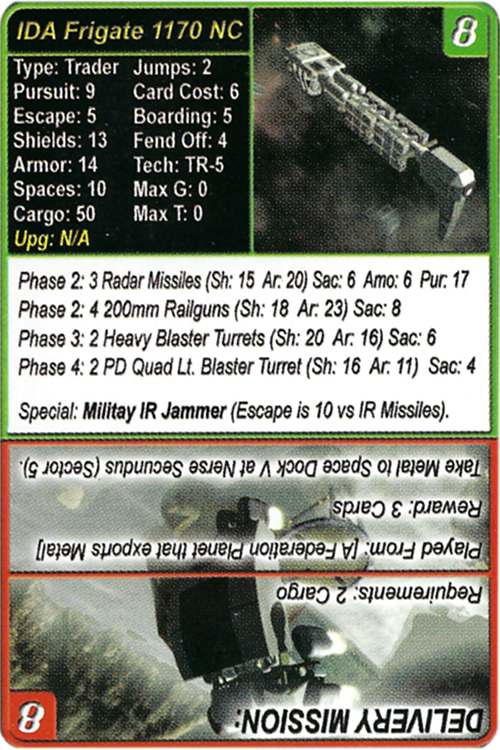 IDA Frigate 1170 NC
8
Type: Trader Jumps: 2
Pursuit: 9 Card Cost: 6
Escape: 5 Boarding: 5
Shields: 13 Fend Off: 4
Armor: 14 Tech: TR-5
Spaces: 10 Max G: 0
Cargo: 50 Max T: 0
Upg: N/A
Phase 2: 3 Radar Missiles (Sh: 15 Ar: 20) Sac: 6 Amo: 6 Pur: 17
Phase 2: 4 200mm Railguns (Sh: 18 Ar: 23) Sac: 8
Phase 3: 2 Heavy Blaster Turrets (Sh: 20 Ar: 16) Sac: 6
Phase 4: 2 PD Quad Lt. Blaster Turret (Sh: 16 Ar: 11) Sac: 4
Special: Militay IR Jammer (Escape is 10 vs IR Missiles).
DELIVERY MISSION:
8
Requirements: 2 Cargo
Played From: [A Federation Planet that exports Metal]
Reward: 3 Cards
Take Metal to Space Dock V at Nerse Secundus (Sector 5).